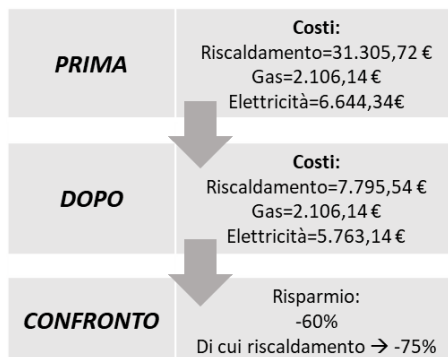 PRIMA
Costi:
Riscaldamento=31.305,72 €
Gas=2.106,14 €
Elettricità=6.644,34€
DOPO
Costi:
Riscaldamento=7.795,54 €
Gas=2.106,14 €
Elettricità=5.763,14€
CONFRONTO
Risparmio:
-60%
Di cui riscaldamento → -75%